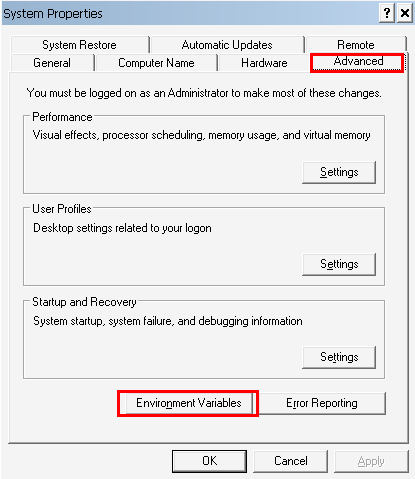 System Properties
System Restore Automatic Updates Remote
General Computer Name Hardware Advanced
You must be logged on as an Administrator to make most of these changes.
Performance
Visual effects, processor scheduling, memory usage, and virtual memory
Settings
User Profiles
Desktop settings related to your logon
Settings
Startup and Recovery
System startup, system failure, and debugging information
Settings
Environment Variables Error Reporting
OK Cancel Apply